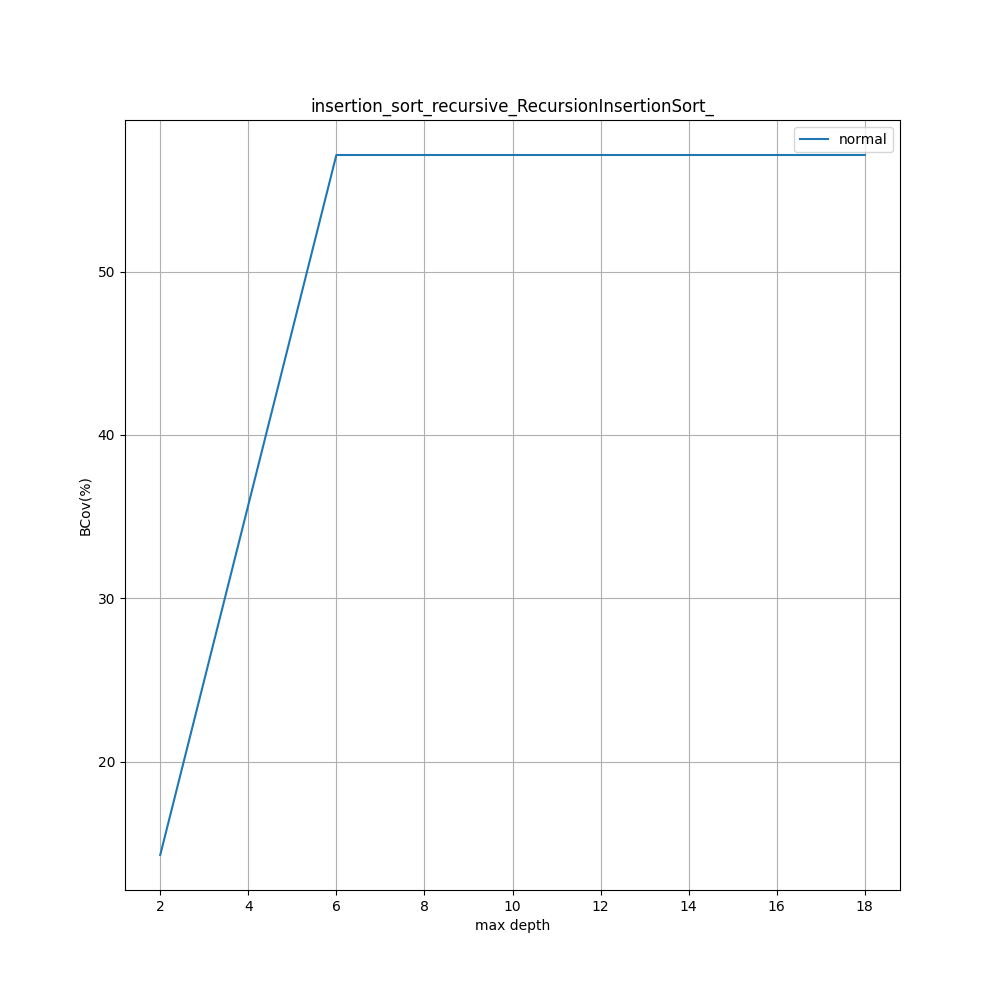 insertion_sort_recursive_RecursionInsertionSort_
normal
50
40
30
20
BCov(%)
2 4 6 8 10 12 14 16 18
max depth